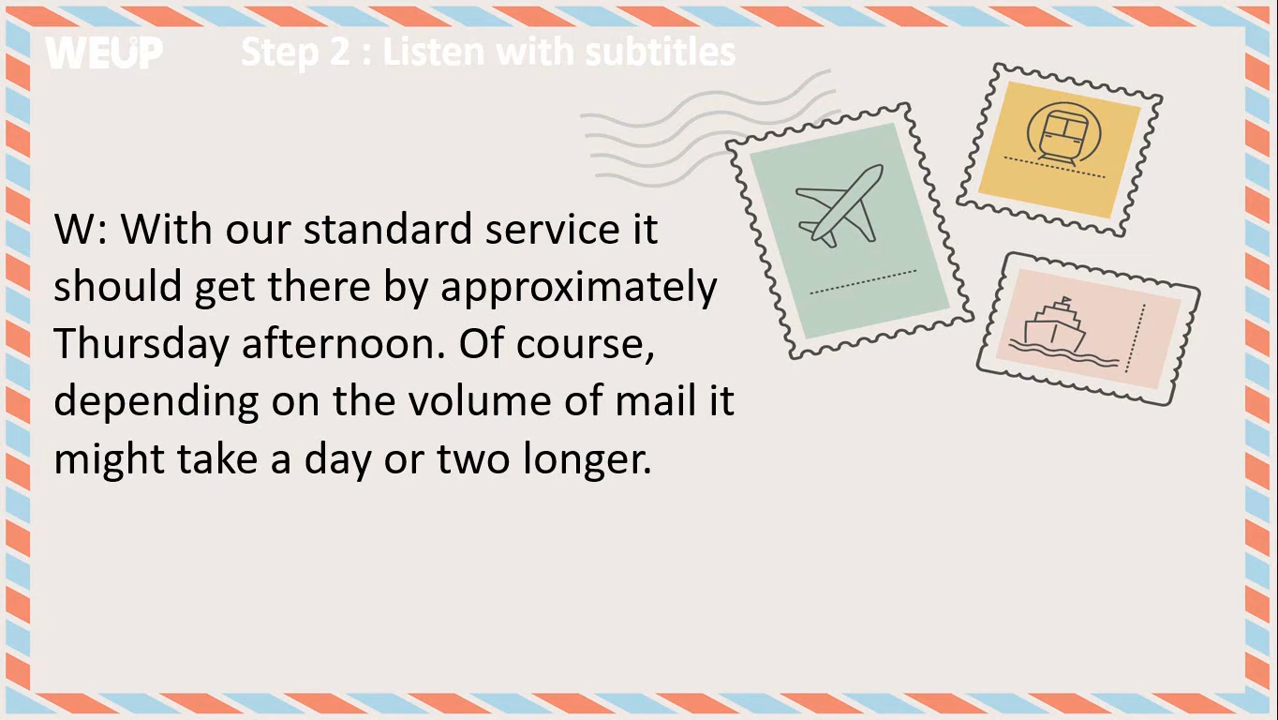 WEUP
Step 2 : Listen with subtitles
W: With our standard service it
should get there by approximately
Thursday afternoon. Of course,
depending on the volume of mail it
might take a day or two longer.